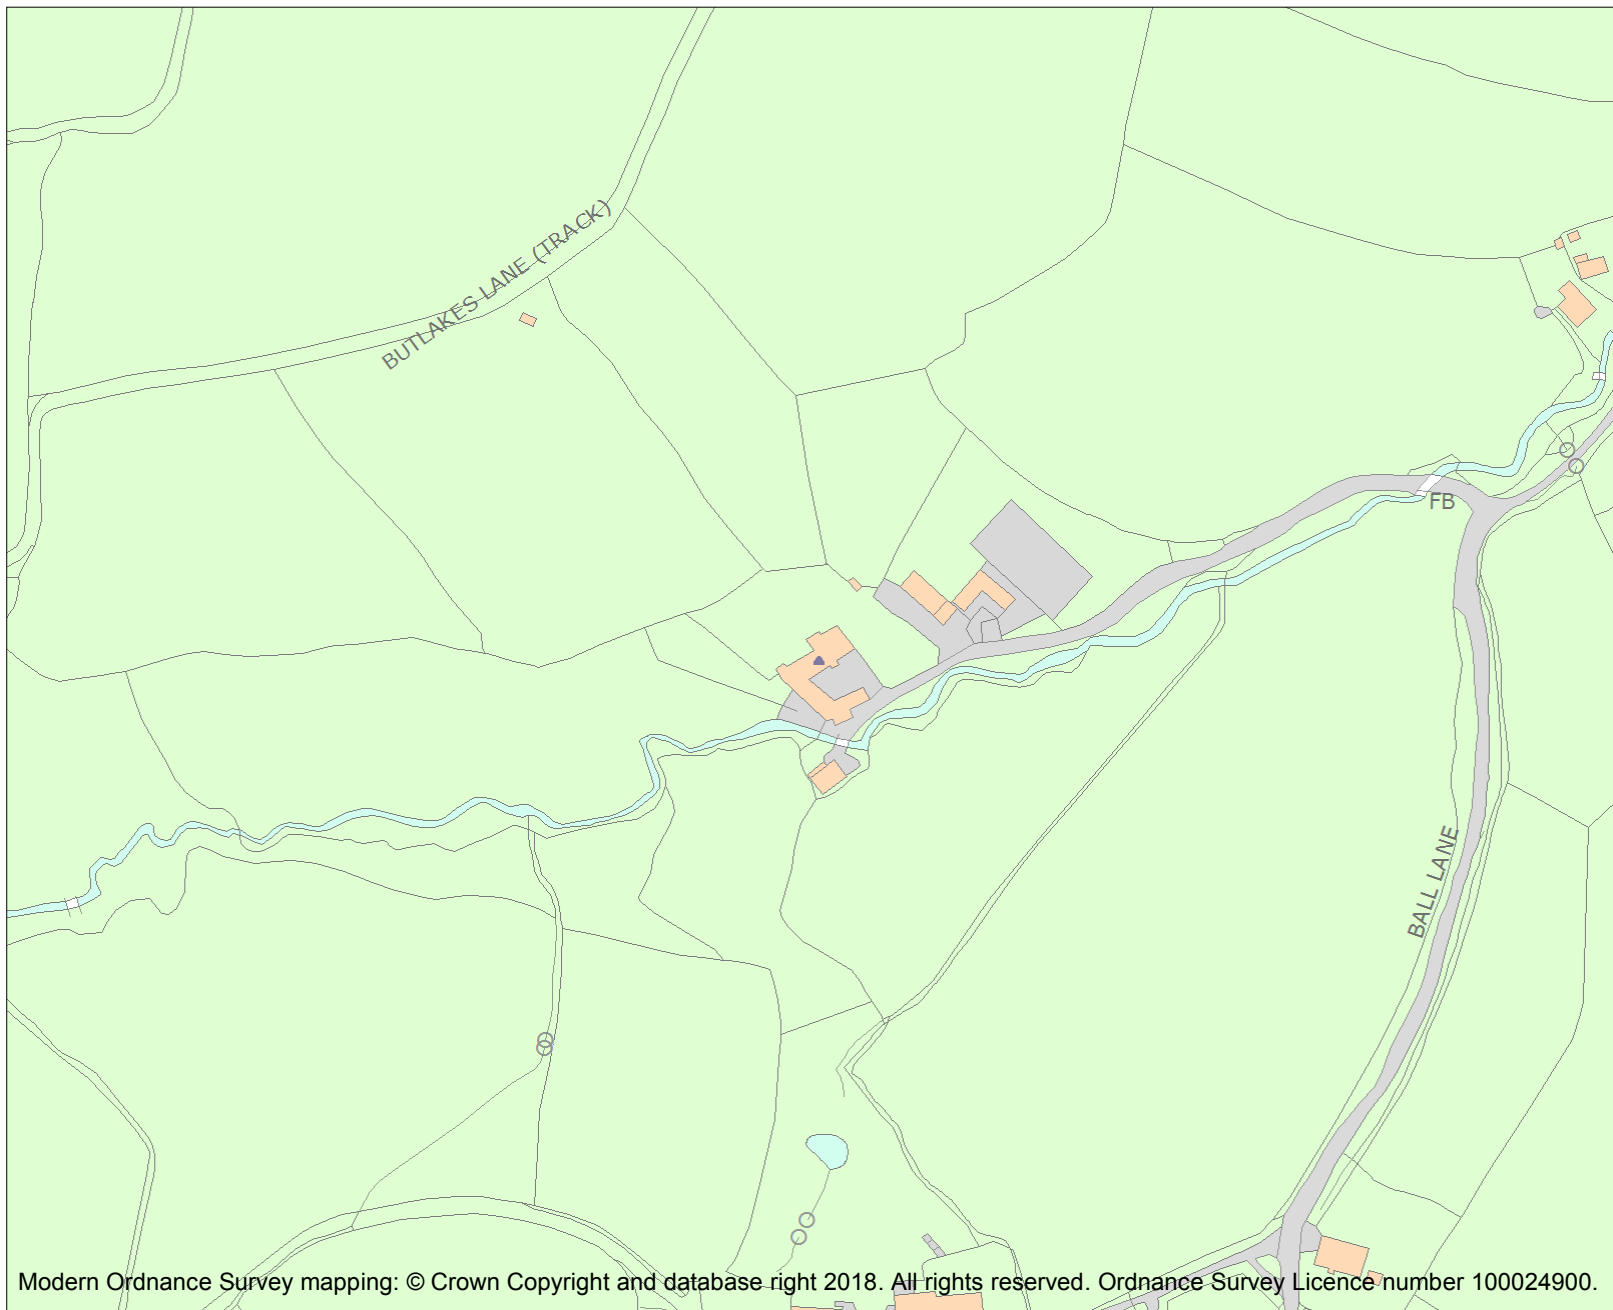 BUTLAKES LANE (TRACK)
FB
BALL LANE
Modern Ordnance Survey mapping: © Crown Copyright and database right 2018. All rights reserved. Ordnance Survey Licence number 100024900.